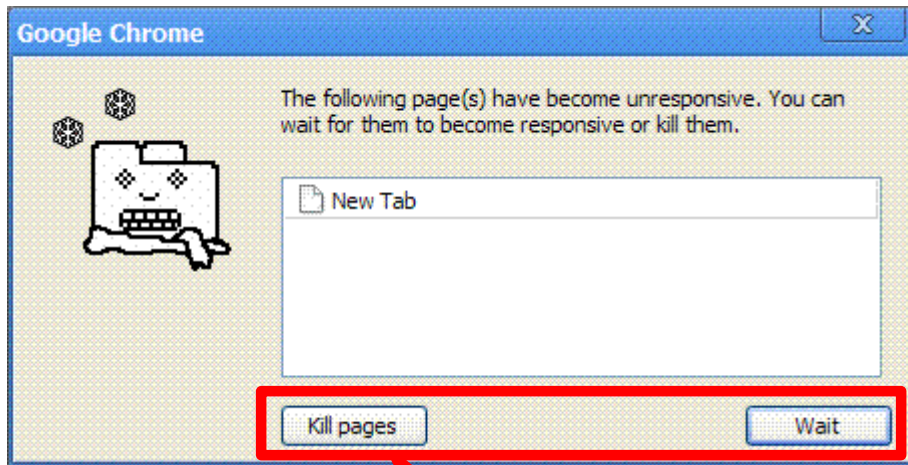 Google Chrome
The following page(s) have become unresponsive. You can
wait for them to become responsive or kill them.
New Tab
Kill pages
Wait